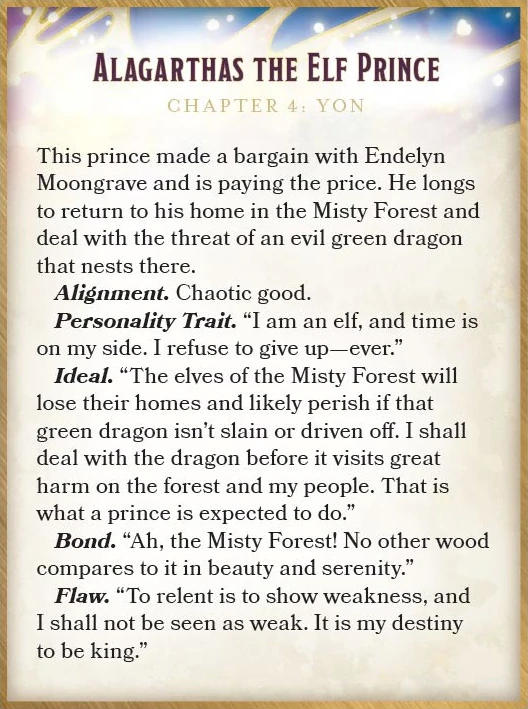 ALAGARTHAS THE ELF PRINCE
CHAPTER 4: YON
This prince made a bargain with Endelyn
Moongrave and is paying the price. He longs
to return to his home in the Misty Forest and
deal with the threat of an evil green dragon
that nests there.
Alignment. Chaotic good.
Personality Trait. “I am an elf, and time is
on my side. I refuse to give up—ever.”
Ideal. “The elves of the Misty Forest will
lose their homes and likely perish if that
green dragon isn’t slain or driven off. I shall
deal with the dragon before it visits great
harm on the forest and my people. That is
what a prince is expected to do.”
Bond. “Ah, the Misty Forest! No other wood
compares to it in beauty and serenity.”
Flaw. “To relent is to show weakness, and
I shall not be seen as weak. It is my destiny
to be king.”